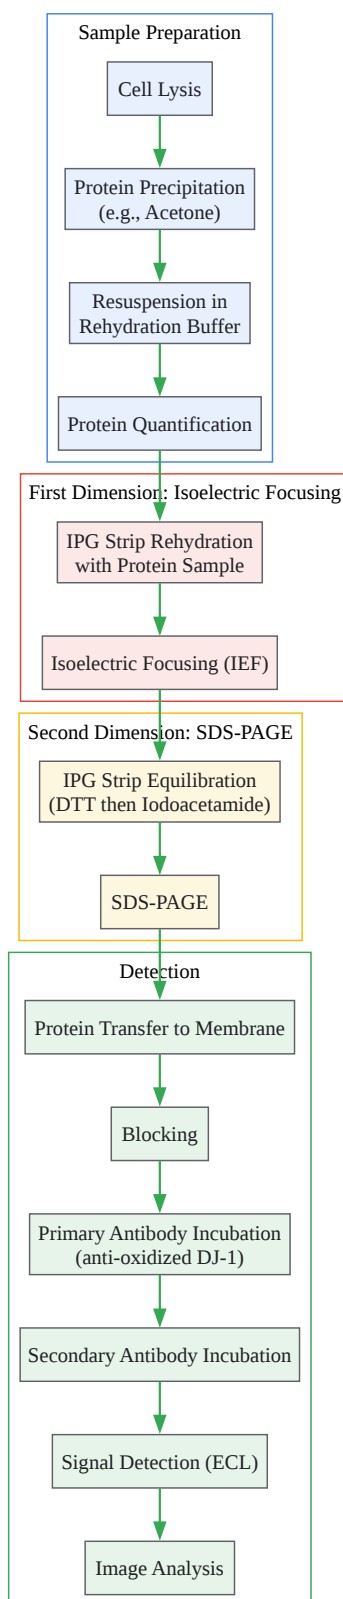 Sample Preparation
Cell Lysis
Protein Precipitation
(e.g., Acetone)
Resuspension in
Rehydration Buffer
Protein Quantification
First Dimension: Isoelectric Focusing
IPG Strip Rehydration
with Protein Sample
Isoelectric Focusing (IEF)
Second Dimension: SDS-PAGE
IPG Strip Equilibration
(DTT then Iodoacetamide)
SDS-PAGE
Detection
Protein Transfer to Membrane
Blocking
Primary Antibody Incubation
(anti-oxidized DJ-1)
Secondary Antibody Incubation
Signal Detection (ECL)
Image Analysis